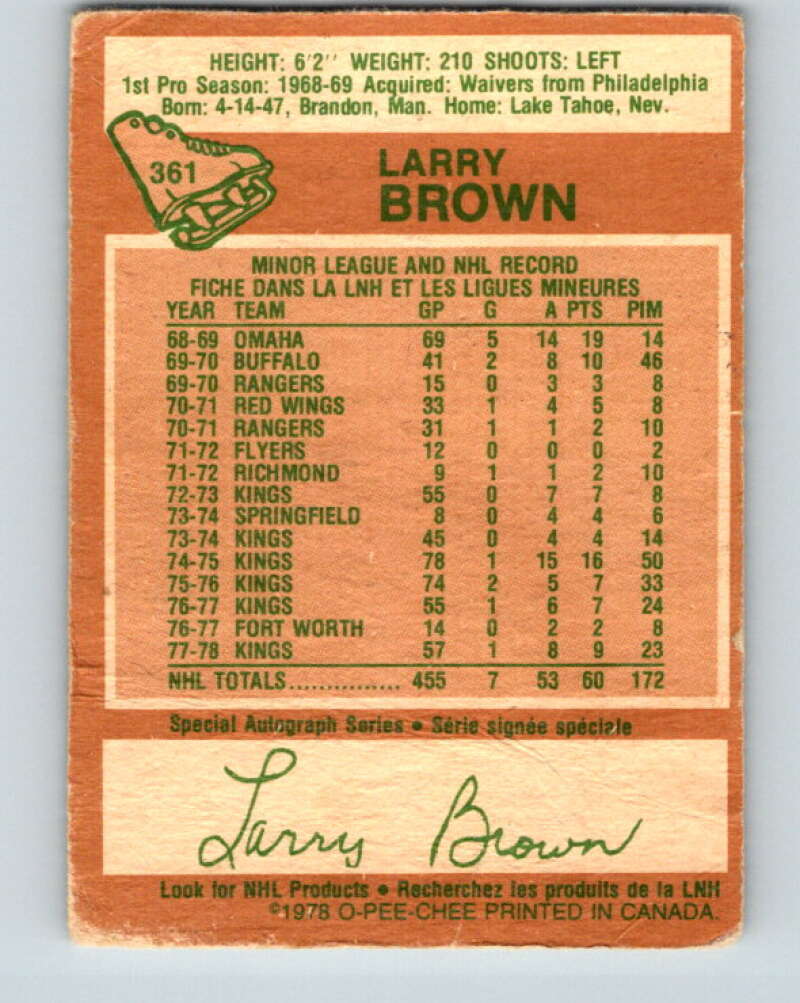 HEIGHT: 6'2'' WEIGHT: 210 SHOOTS: LEFT
1st Pro Season: 1968-69 Acquired: Waivers from Philadelphia
Born: 4-14-47, Brandon, Man. Home: Lake Tahoe, Nev.
361
LARRY
BROWN
MINOR LEAGUE AND NHL RECORD
FICHE DANS LA LNH ET LES LIGUES MINEURES
YEAR TEAM GP G A PTS PIM
68-69 OMAHA 69 5 14 19 14
69-70 BUFFALO 41 2 8 10 46
69-70 RANGERS 15 0 3 3 8
70-71 RED WINGS 33 1 4 5 8
70-71 RANGERS 31 1 1 2 10
71-72 FLYERS 12 0 0 0 2
71-72 RICHMOND 9 1 1 2 10
72-73 KINGS 55 0 7 7 8
73-74 SPRINGFIELD 8 0 4 4 6
73-74 KINGS 45 0 4 4 14
74-75 KINGS 78 1 15 16 50
75-76 KINGS 74 2 5 7 33
76-77 KINGS 55 1 6 7 24
76-77 FORT WORTH 14 0 2 2 8
77-78 KINGS 57 1 8 9 23
NHL TOTALS............... 455 7 53 60 172
Special Autograph Series • Série signée spéciale
Larry Brown
Look for NHL Products • Recherchez les produits de la LNH
©1978 O-PEE-CHEE PRINTED IN CANADA.